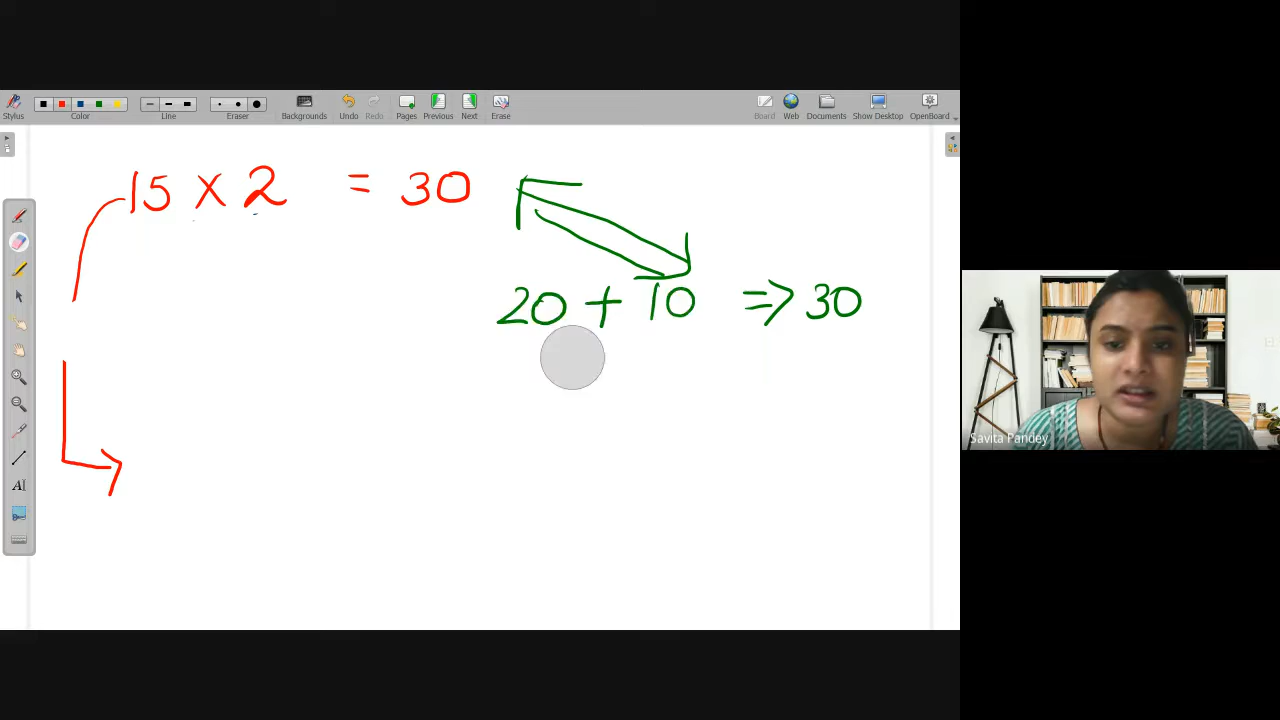 Stylus
Color
Line
Eraser
Backgrounds
Undo
Redo
Pages
Previous
Next
Erase
Board
Web
Documents
Show Desktop
OpenBoard
15 × 2 = 30
20 + 10 => 30
Savita Pandey